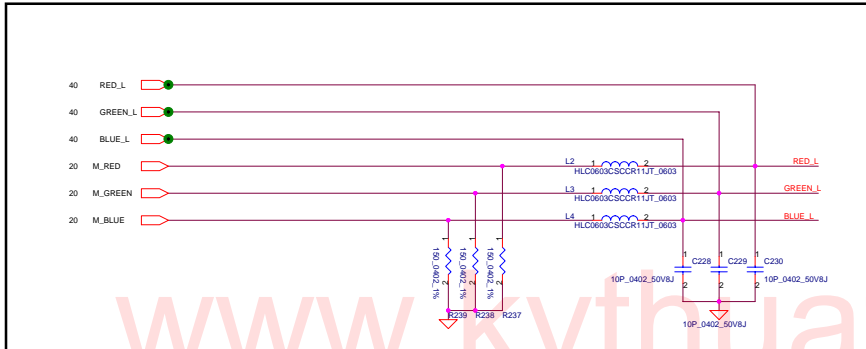 40 RED_L
40 GREEN_L
40 BLUE_L
20 M_RED
L2 1 2 RED_L
HLC0603CSCCR11JT_0603
20 M_GREEN
L3 1 2 GREEN_L
HLC0603CSCCR11JT_0603
20 M_BLUE
L4 1 2 BLUE_L
HLC0603CSCCR11JT_0603
1 1 1
150_0402_1% 150_0402_1% 150_0402_1%
2 2 2
R239 R238 R237
1 C228 1 C229 1 C230
10P_0402_50V8J 2 2 2 10P_0402_50V8J
10P_0402_50V8J
www.kythua